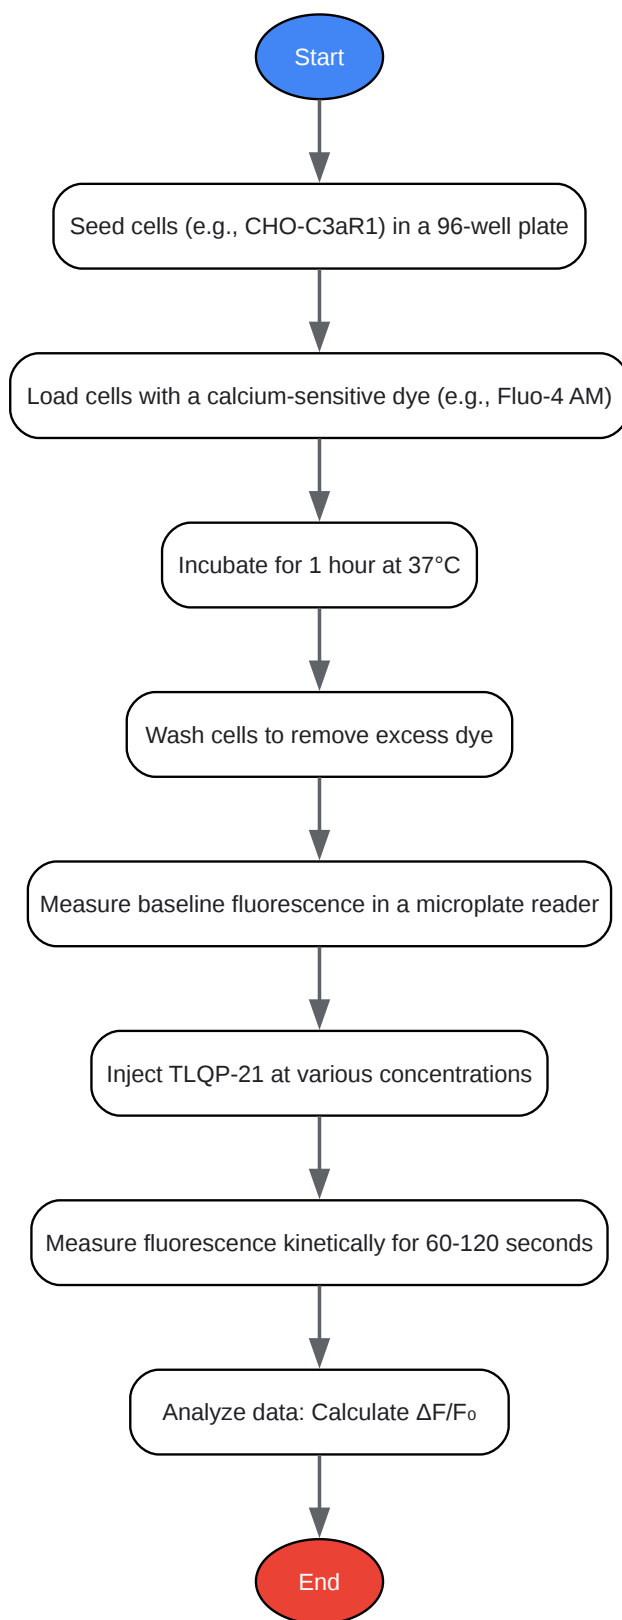 Start
Seed cells (e.g., CHO-C3aR1) in a 96-well plate
Load cells with a calcium-sensitive dye (e.g., Fluo-4 AM)
Incubate for 1 hour at 37°C
Wash cells to remove excess dye
Measure baseline fluorescence in a microplate reader
Inject TLQP-21 at various concentrations
Measure fluorescence kinetically for 60-120 seconds
Analyze data: Calculate ΔF/F₀
End